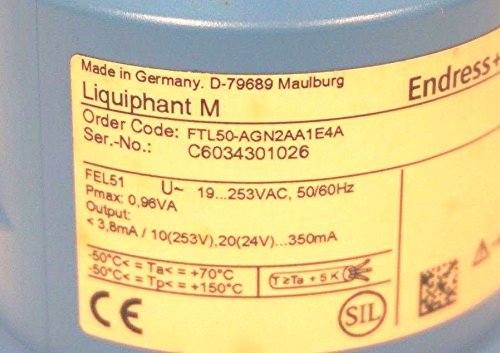 Made in Germany. D-79689 Maulburg
Endress+
Liquiphant M
Order Code: FTL50-AGN2AA1E4A
Ser.-No.: C6034301026
FEL51 U~ 19...253VAC, 50/60Hz
Pmax: 0,96VA
Output:
< 3,8mA / 10(253V),20(24V)...350mA
-50°C< = Ta< = +70°C
-50°C< = Tp< = +150°C
T ≥Ta + 5 K
CE
SIL